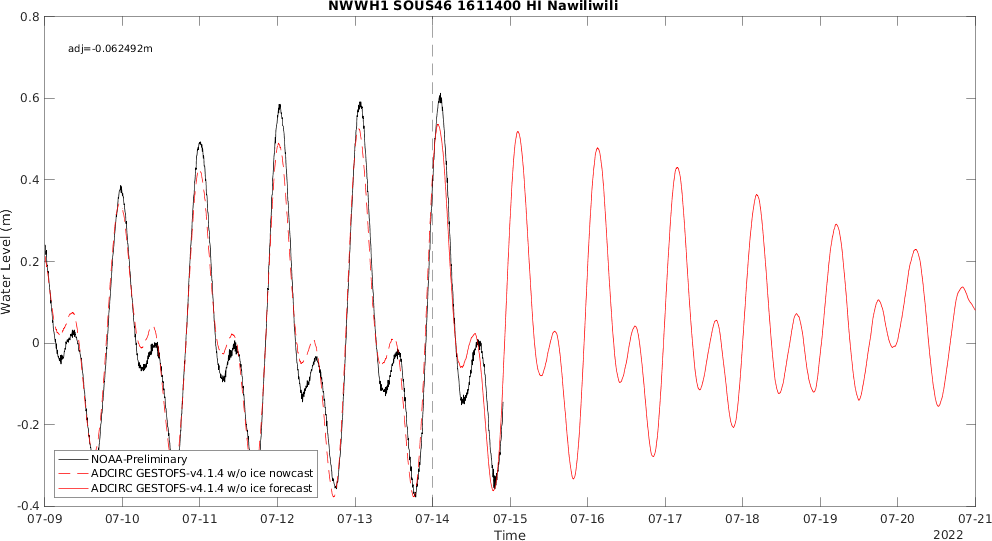 NWWH1 SOUS46 1611400 HI Nawiliwili
0.8
adj=-0.062492m
0.6
0.4
0.2
0
-0.2
-0.4
Water Level (m)
NOAA-Preliminary
ADCIRC GESTOFS-v4.1.4 w/o ice nowcast
ADCIRC GESTOFS-v4.1.4 w/o ice forecast
07-09 07-10 07-11 07-12 07-13 07-14 07-15 07-16 07-17 07-18 07-19 07-20 07-21
Time
2022